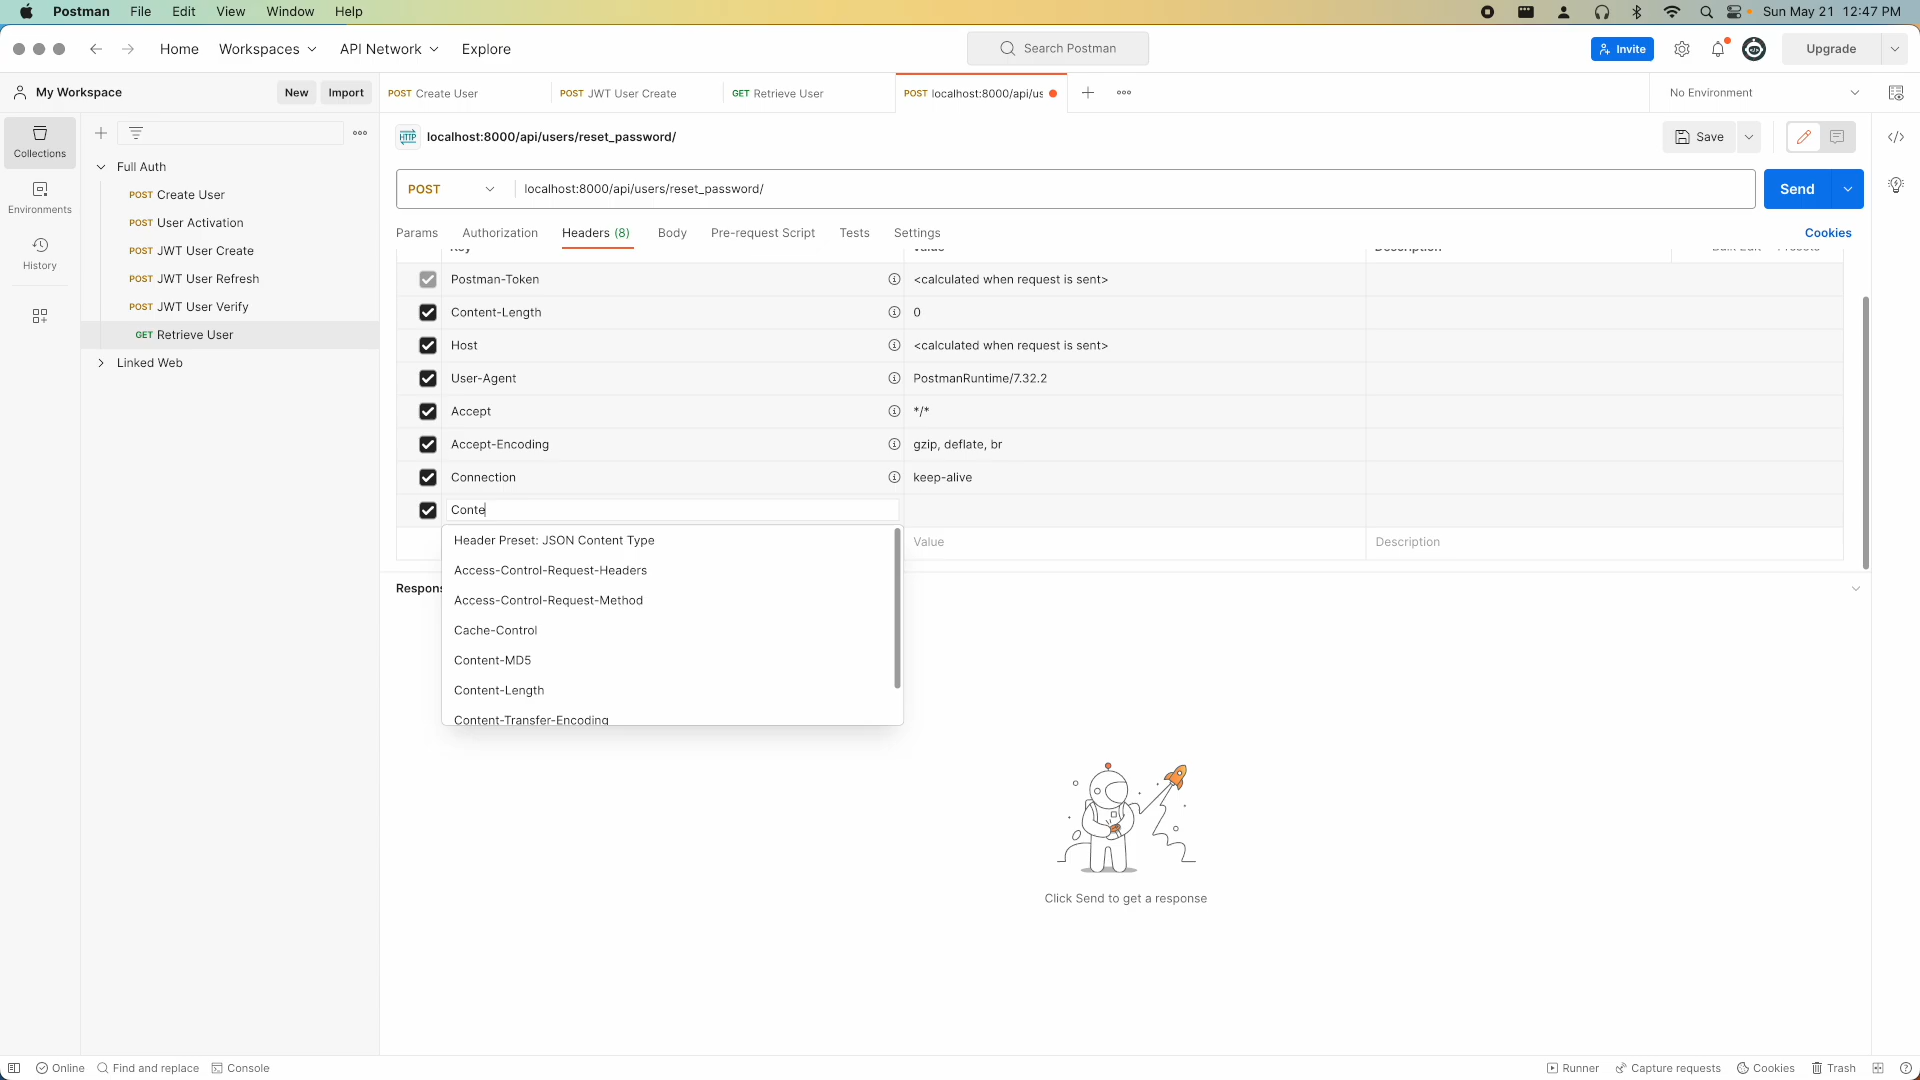 Postman File Edit View Window Help Sun May 21 12:47 PM
Home Workspaces API Network Explore Search Postman Invite Upgrade
My Workspace New Import POST Create User POST JWT User Create GET Retrieve User POST localhost:8000/api/us No Environment
Collections
Environments
History
Full Auth
POST Create User
POST User Activation
POST JWT User Create
POST JWT User Refresh
POST JWT User Verify
GET Retrieve User
Linked Web
HTTP localhost:8000/api/users/reset_password/ Save
POST localhost:8000/api/users/reset_password/ Send
Params Authorization Headers (8) Body Pre-request Script Tests Settings Cookies
Postman-Token <calculated when request is sent>
Content-Length 0
Host <calculated when request is sent>
User-Agent PostmanRuntime/7.32.2
Accept */*
Accept-Encoding gzip, deflate, br
Connection keep-alive
Conte
Value Description
Header Preset: JSON Content Type
Access-Control-Request-Headers
Access-Control-Request-Method
Cache-Control
Content-MD5
Content-Length
Content-Transfer-Encoding
Respon
Click Send to get a response
Online Find and replace Console Runner Capture requests Cookies Trash